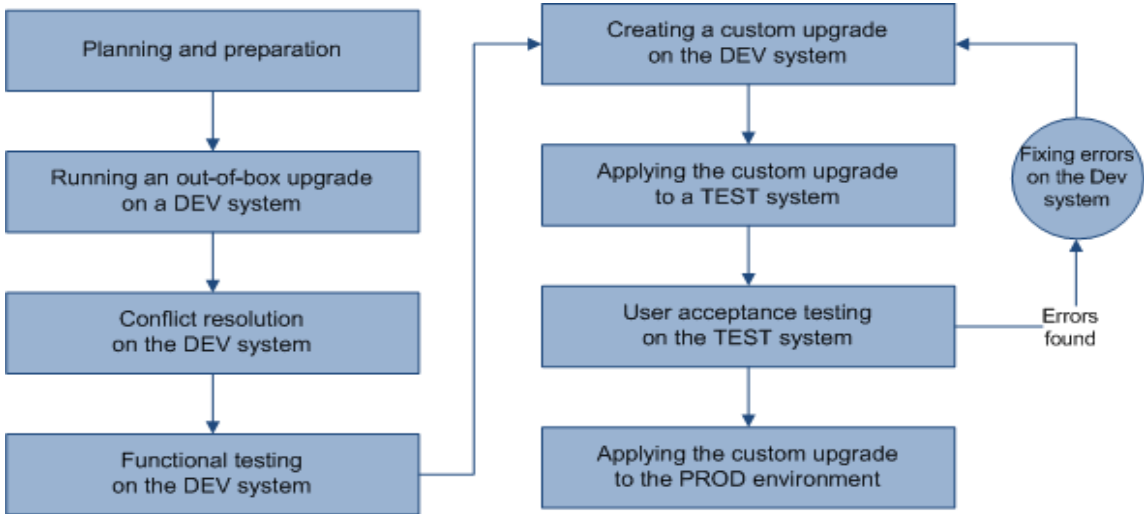 Planning and preparation
Running an out-of-box upgrade
on a DEV system
Conflict resolution
on the DEV system
Functional testing
on the DEV system
Creating a custom upgrade
on the DEV system
Applying the custom upgrade
to a TEST system
User acceptance testing
on the TEST system
Applying the custom upgrade
to the PROD environment
Errors
found
Fixing errors
on the Dev
system